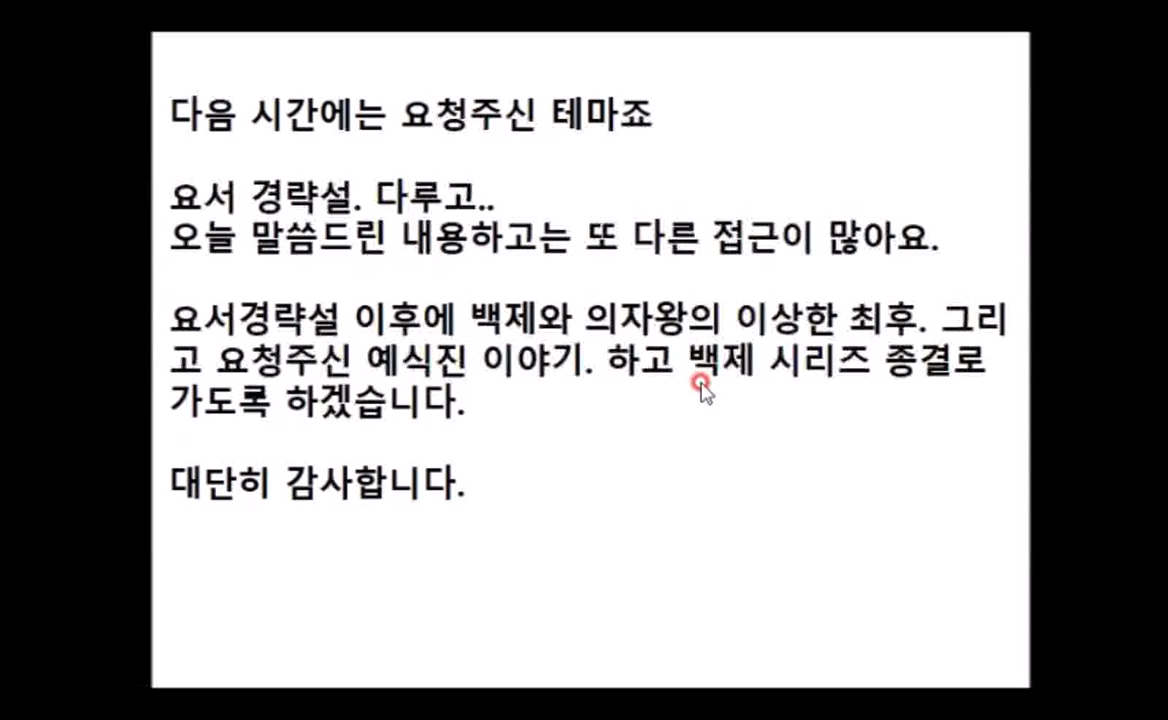 다음 시간에는 요청주신 테마죠
요서 경략설. 다루고..
오늘 말씀드린 내용하고는 또 다른 접근이 많아요.
요서경략설 이후에 백제와 의자왕의 이상한 최후. 그리
고 요청주신 예식진 이야기. 하고 백제 시리즈 종결로
가도록 하겠습니다.
대단히 감사합니다.